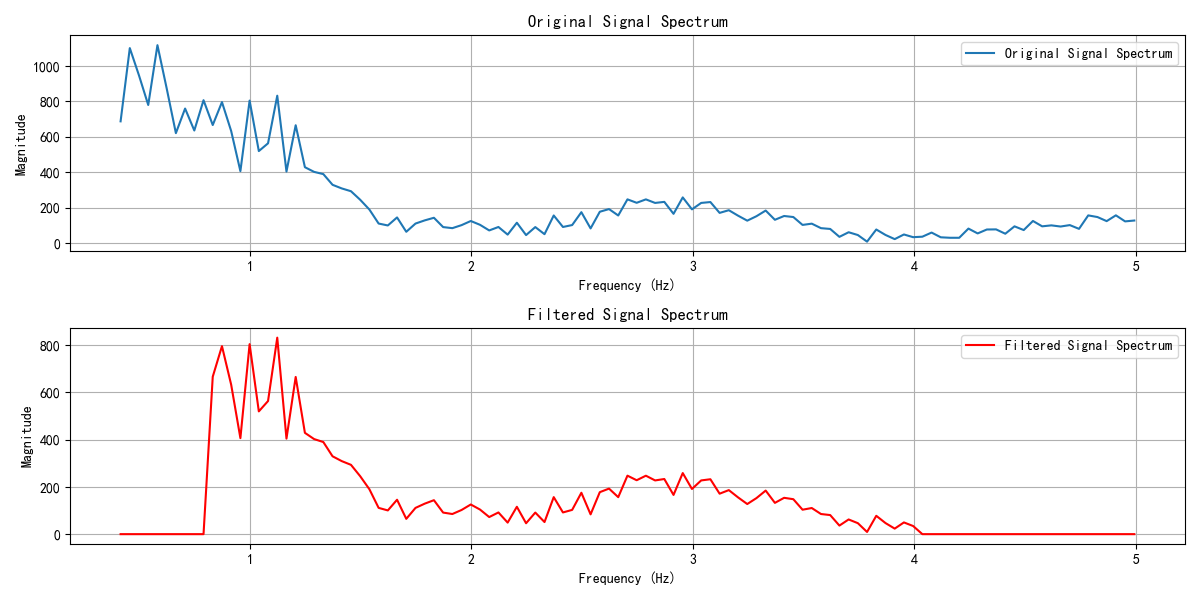 Original Signal Spectrum
Original Signal Spectrum
Magnitude
1000
800
600
400
200
0
1 2 3 4 5
Frequency (Hz)
Filtered Signal Spectrum
Filtered Signal Spectrum
Magnitude
800
600
400
200
0
1 2 3 4 5
Frequency (Hz)